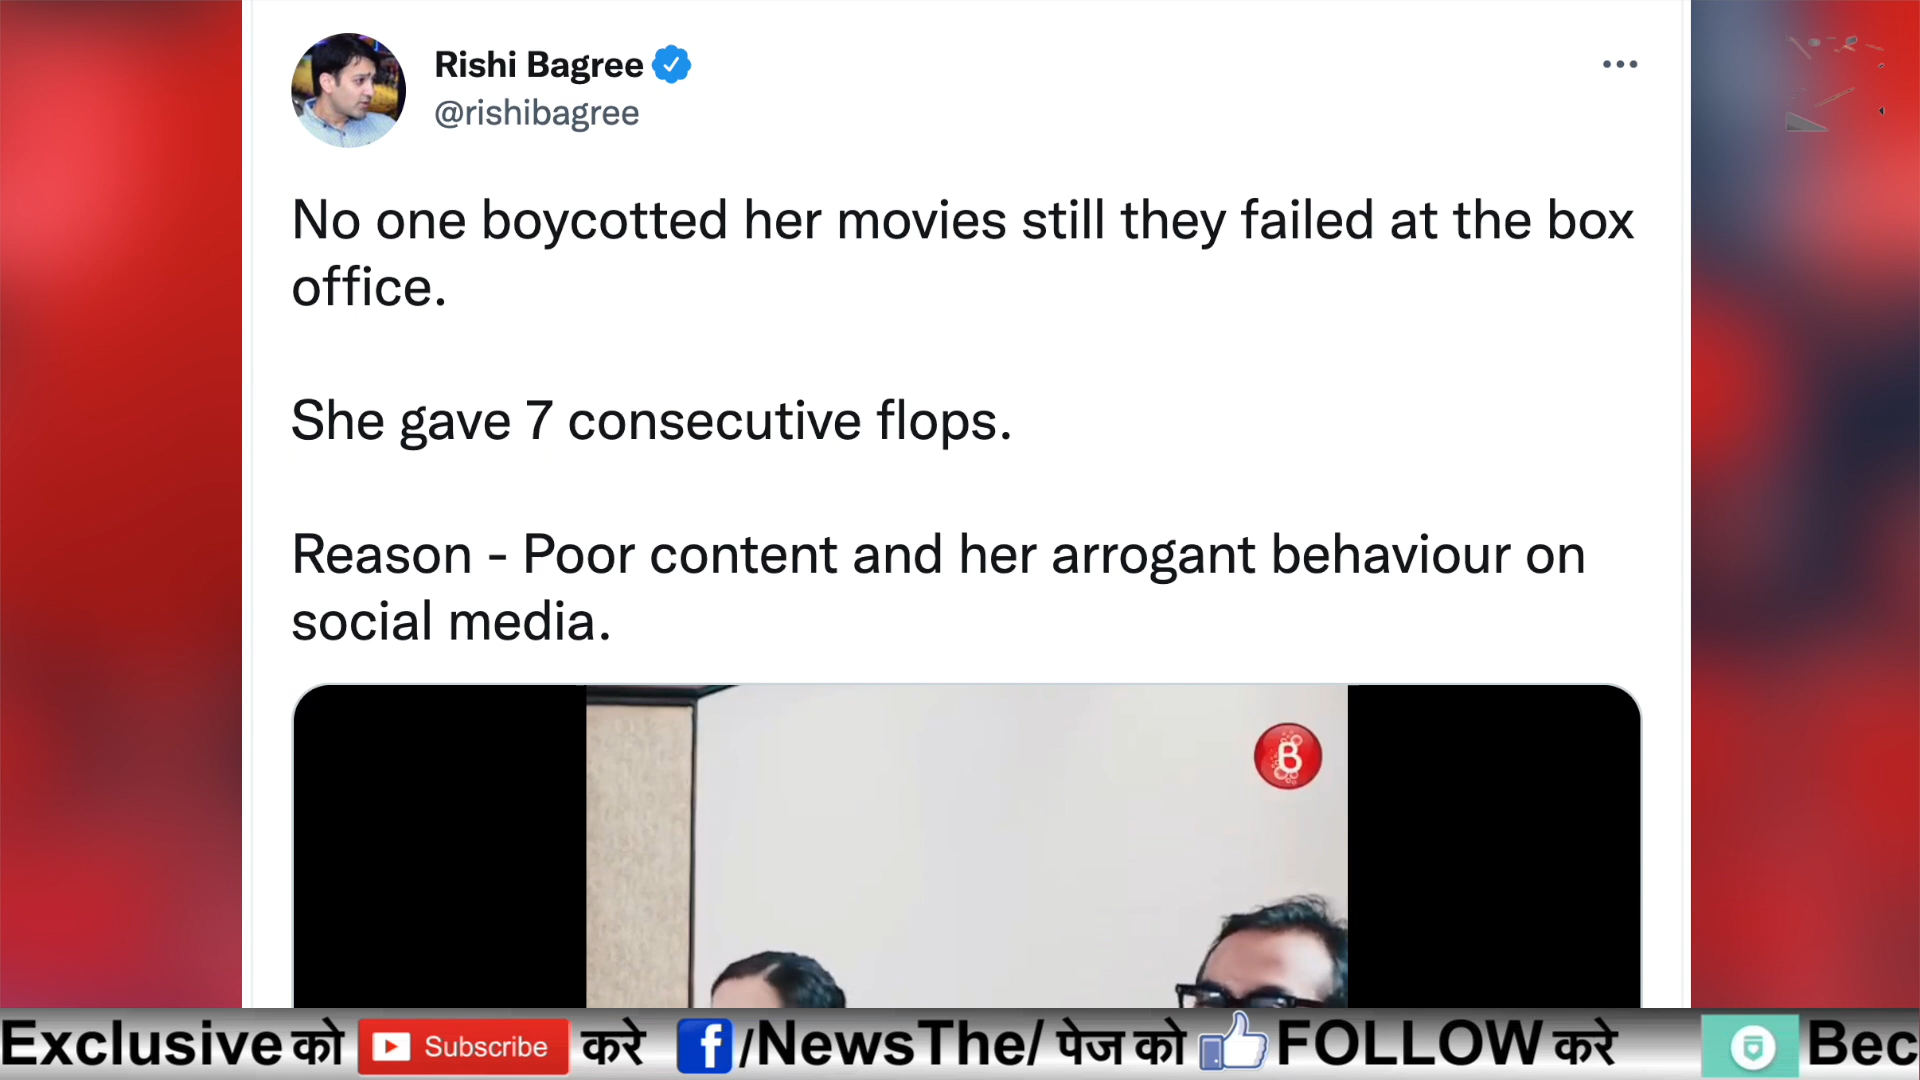 Rishi Bagree
@rishibagree
No one boycotted her movies still they failed at the box
office.
She gave 7 consecutive flops.
Reason - Poor content and her arrogant behaviour on
social media.
B
Exclusive को Subscribe करे f/NewsThe/ पेज को FOLLOW करे Bec